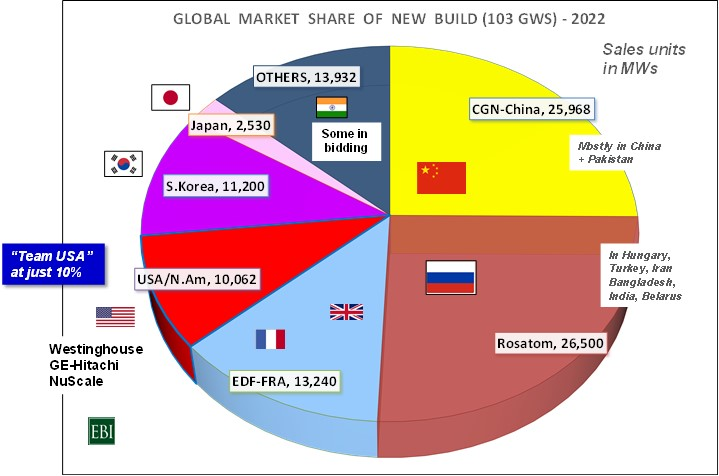 GLOBAL MARKET SHARE OF NEW BUILD (103 GWS) - 2022
Sales units
in MWs
OTHERS, 13,932
CGN-China, 25,968
Japan, 2,530
Some in
bidding
Mostly in China
+ Pakistan
S.Korea, 11,200
"Team USA"
at just 10%
USA/N.Am, 10,062
In Hungary,
Turkey, Iran
Bangladesh,
India, Belarus
Rosatom, 26,500
Westinghouse
GE-Hitachi
NuScale
EDF-FRA, 13,240
EBI